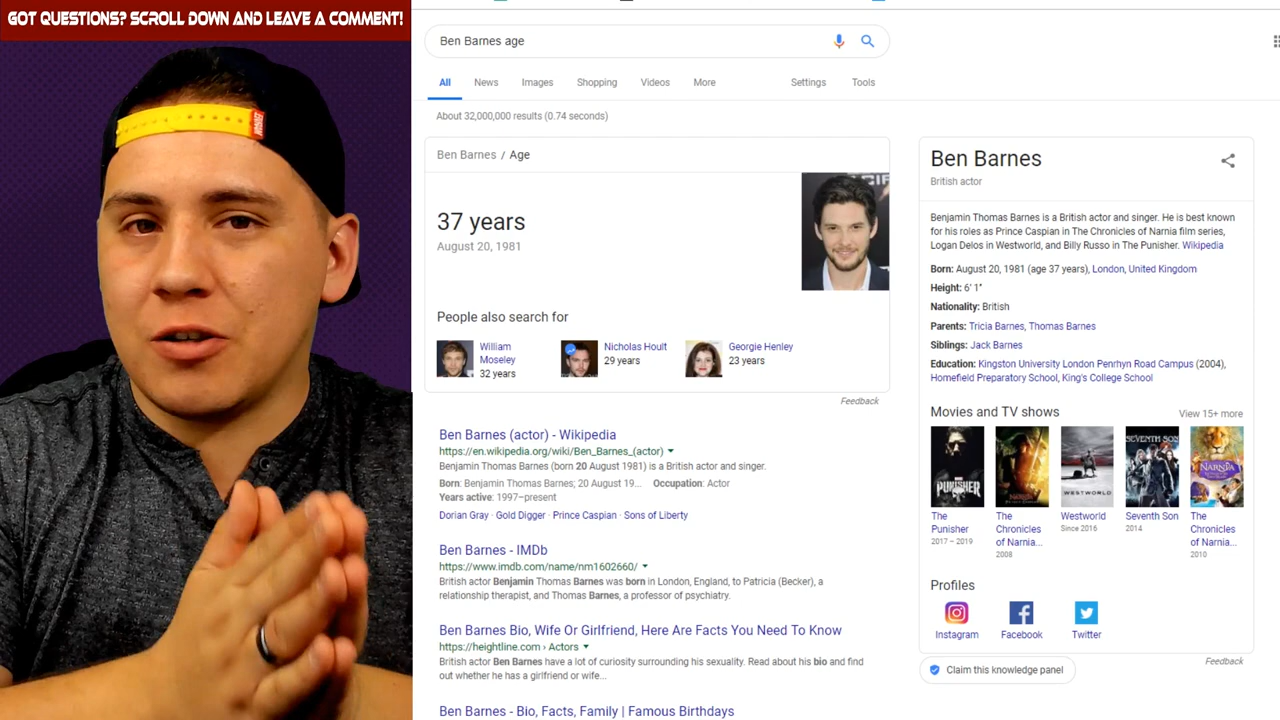 GOT QUESTIONS? SCROLL DOWN AND LEAVE A COMMENT!
Ben Barnes age
All News Images Shopping Videos More Settings Tools
About 32,000,000 results (0.74 seconds)
Ben Barnes / Age
37 years
August 20, 1981
People also search for
William
Moseley
32 years
Nicholas Hoult
29 years
Georgie Henley
23 years
Feedback
Ben Barnes (actor) - Wikipedia
https://en.wikipedia.org/wiki/Ben_Barnes_(actor)
Benjamin Thomas Barnes (born 20 August 1981) is a British actor and singer.
Born: Benjamin Thomas Barnes; 20 August 19... Occupation: Actor
Years active: 1997–present
Dorian Gray · Gold Digger · Prince Caspian · Sons of Liberty
Ben Barnes - IMDb
https://www.imdb.com/name/nm1602660/
British actor Benjamin Thomas Barnes was born in London, England, to Patricia (Becker), a
relationship therapist, and Thomas Barnes, a professor of psychiatry.
Ben Barnes Bio, Wife Or Girlfriend, Here Are Facts You Need To Know
https://heightline.com › Actors
British actor Ben Barnes have a lot of curiosity surrounding his sexuality. Read about his bio and find
out whether he has a girlfriend or wife...
Ben Barnes - Bio, Facts, Family | Famous Birthdays
Ben Barnes
British actor
Benjamin Thomas Barnes is a British actor and singer. He is best known
for his roles as Prince Caspian in The Chronicles of Narnia film series,
Logan Delos in Westworld, and Billy Russo in The Punisher. Wikipedia
Born: August 20, 1981 (age 37 years), London, United Kingdom
Height: 6′ 1″
Nationality: British
Parents: Tricia Barnes, Thomas Barnes
Siblings: Jack Barnes
Education: Kingston University London Penrhyn Road Campus (2004),
Homefield Preparatory School, King's College School
Movies and TV shows
View 15+ more
PUNISHER
WESTWORLD
SEVENTH SON
NARNIA
The
Punisher
2017 – 2019
The
Chronicles
of Narnia...
2008
Westworld
Since 2016
Seventh Son
2014
The
Chronicles
of Narnia...
2010
Profiles
Instagram
Facebook
Twitter
Feedback
Claim this knowledge panel